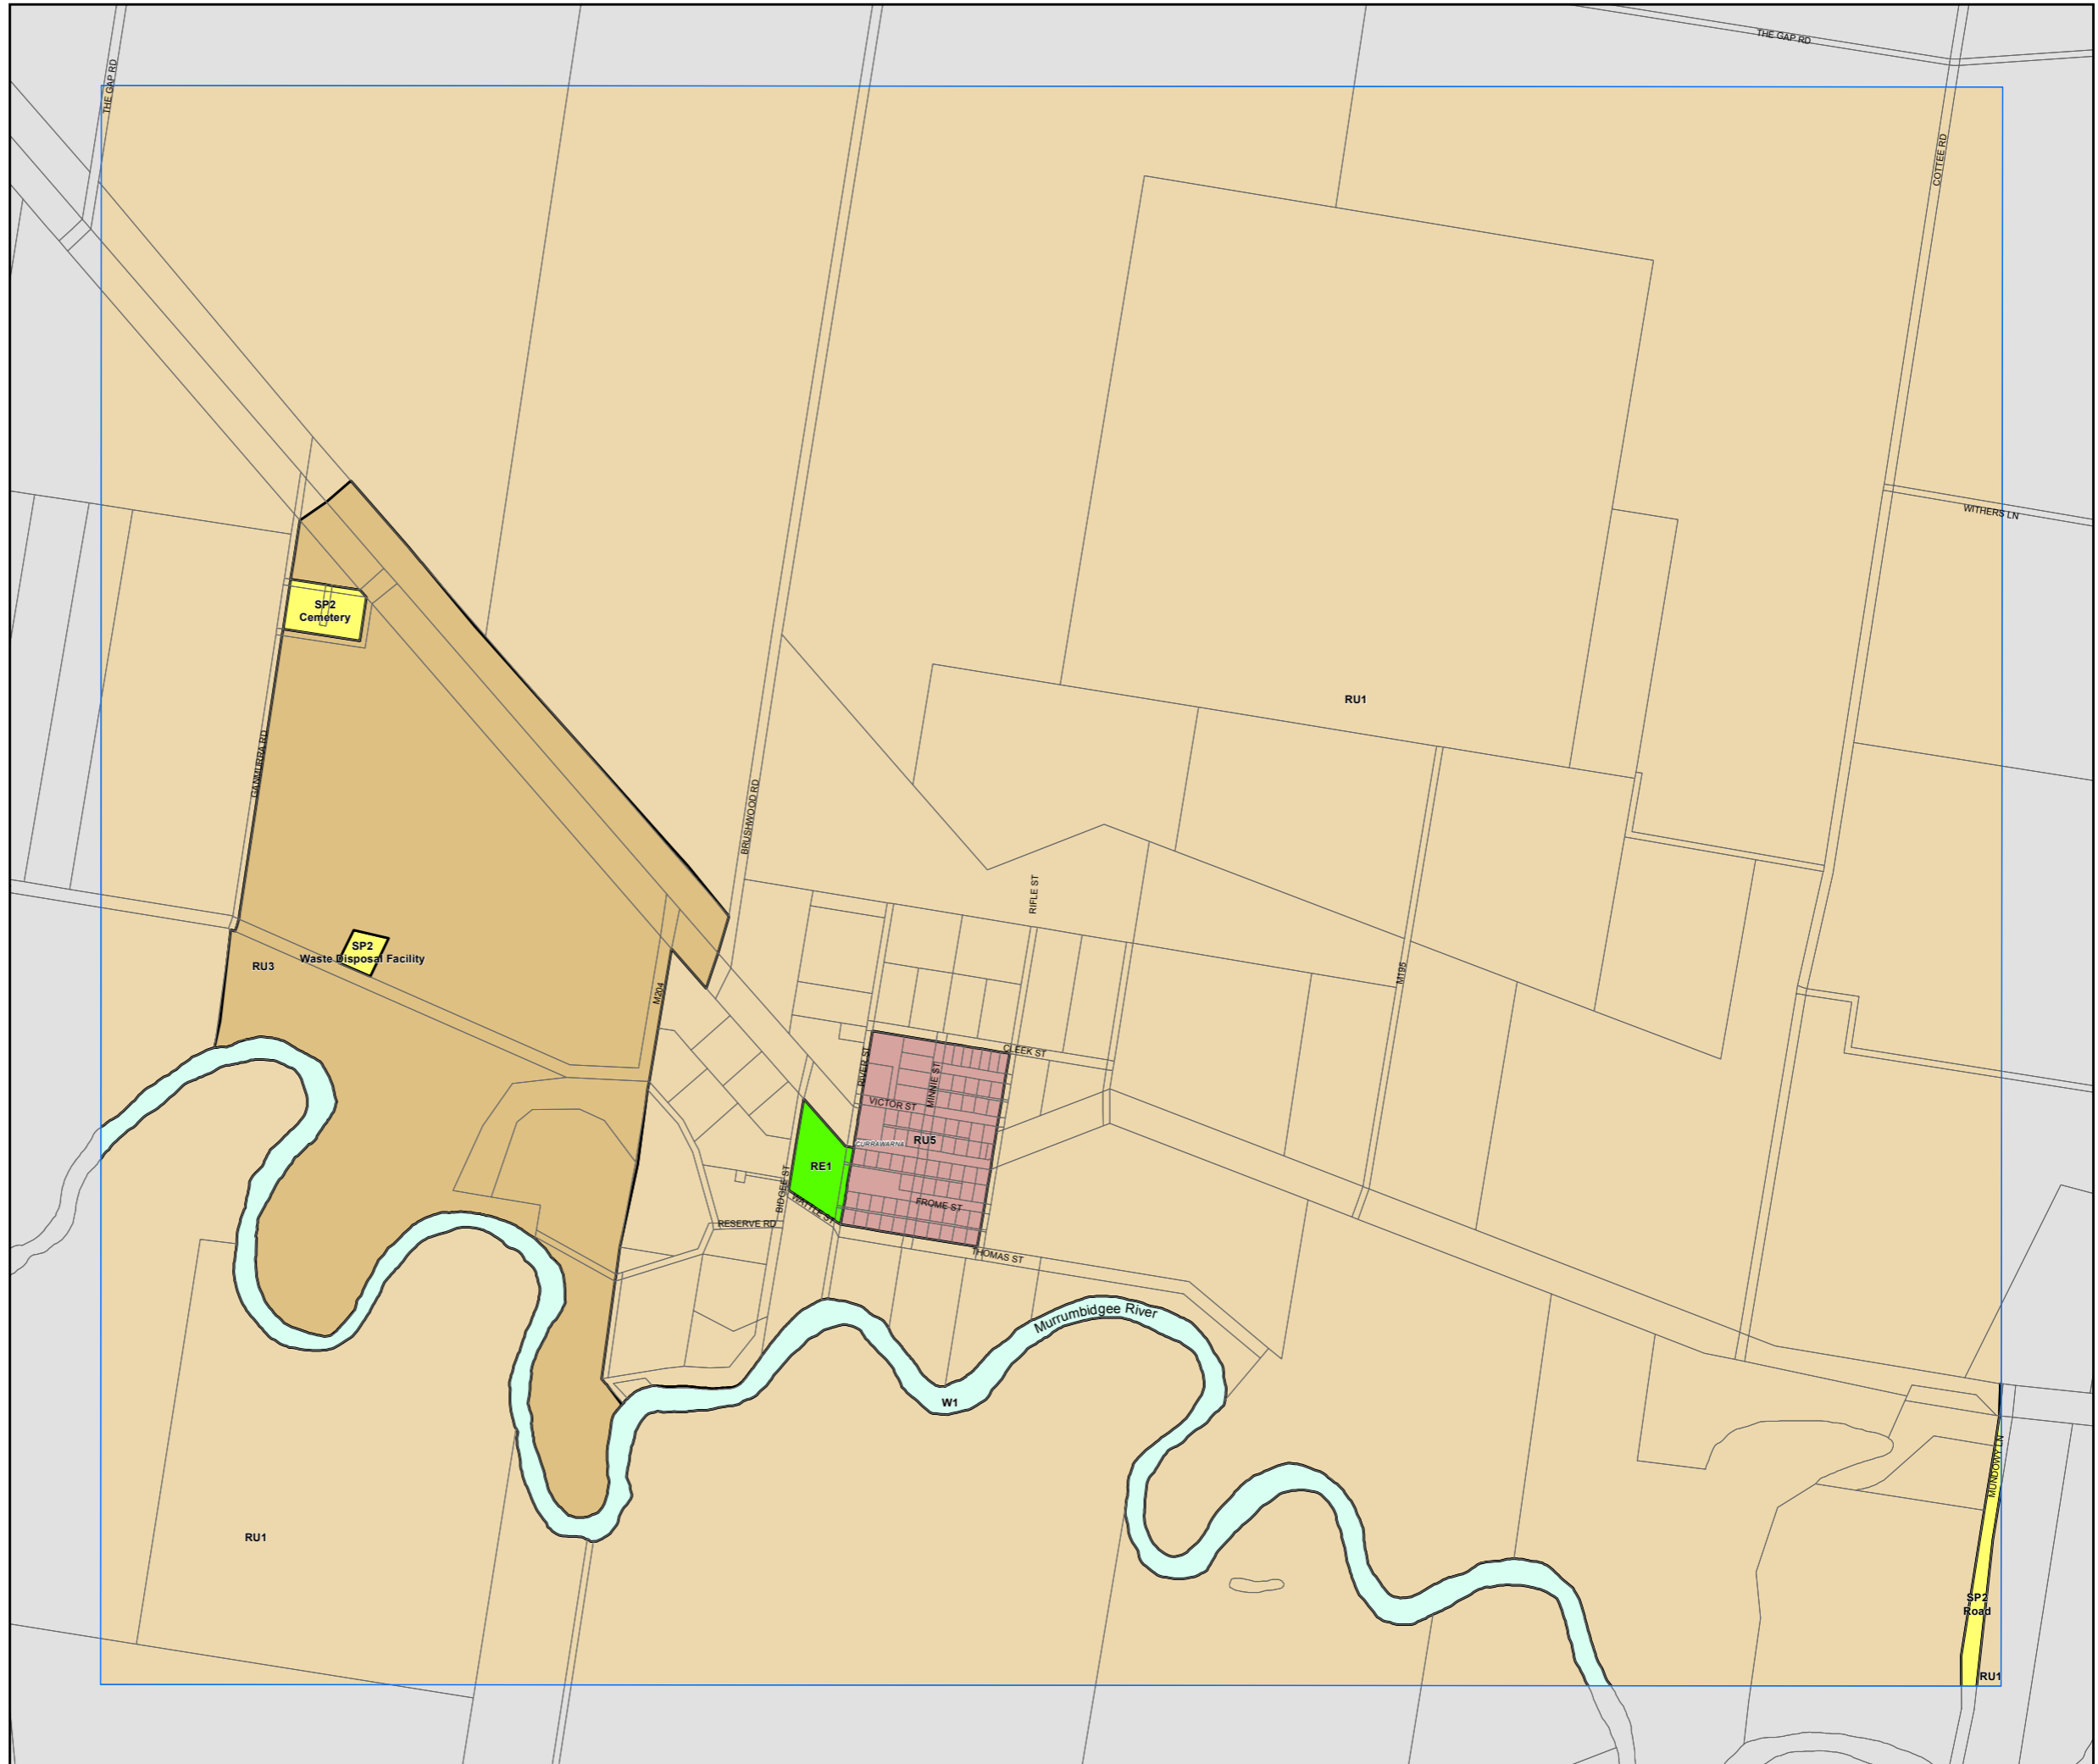 THE GAP RD
THE GAP RD
COTTEE RD
WITHERS LN
SP2
Cemetery
RU1
GANMURRA RD
BRUSHWOOD RD
RIFLE ST
SP2
Waste Disposal Facility
RU3
M204
M195
CLEEK ST
RIVER ST
MINNIE ST
VICTOR ST
CURRAWARNA
RU5
RE1
BIDGEE ST
WATTLE ST
FROME ST
RESERVE RD
THOMAS ST
Murrumbidgee River
W1
MUNDOWY LN
RU1
SP2
Road
RU1